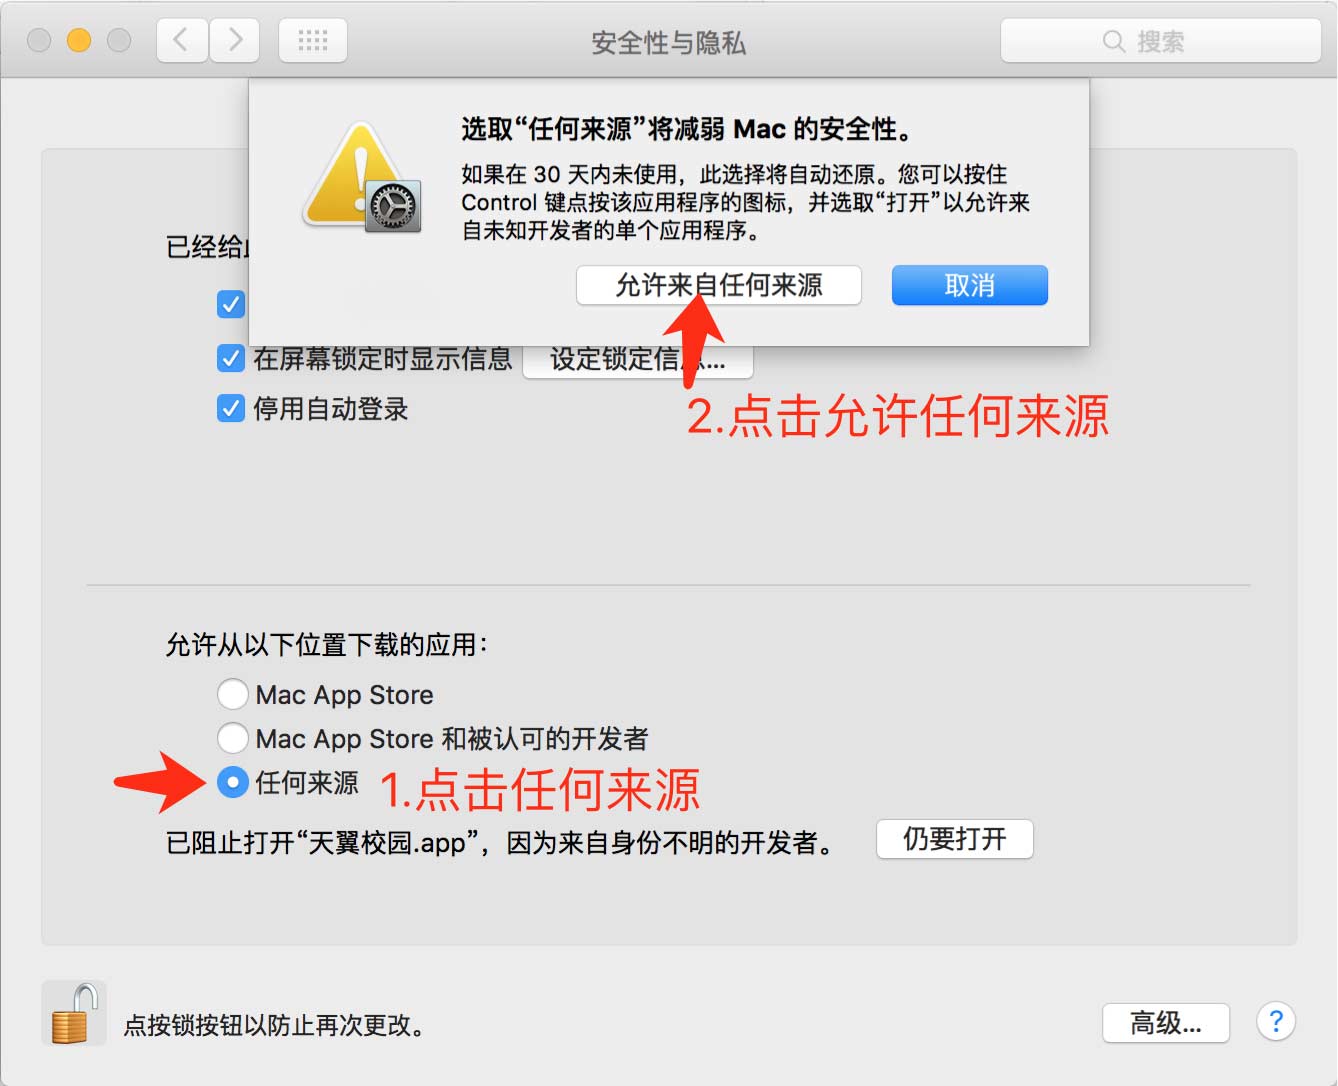 安全性与隐私
搜索
选取“任何来源”将减弱 Mac 的安全性。
如果在 30 天内未使用，此选择将自动还原。您可以按住
Control 键点按该应用程序的图标，并选取“打开”以允许来
自未知开发者的单个应用程序。
允许来自任何来源
取消
已经给
在屏幕锁定时显示信息
设定锁定信息...
停用自动登录
2.点击允许任何来源
允许从以下位置下载的应用：
Mac App Store
Mac App Store 和被认可的开发者
任何来源
1.点击任何来源
已阻止打开“天翼校园.app”，因为来自身份不明的开发者。
仍要打开
点按锁按钮以防止再次更改。
高级...
?